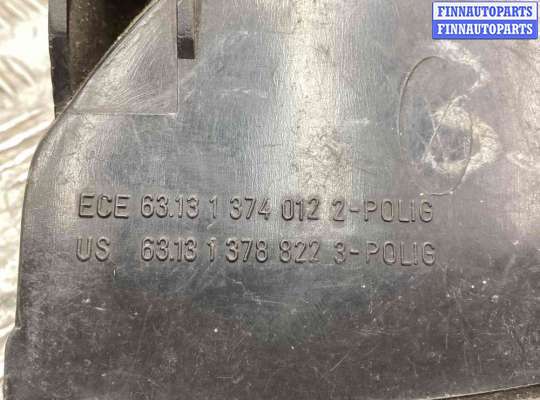 FINNAUTOPARTS
FINNAUTOPARTS
ECE 63.13 1 374 012 2-POLIG
US 63.13 1 378 822 3-POLIG